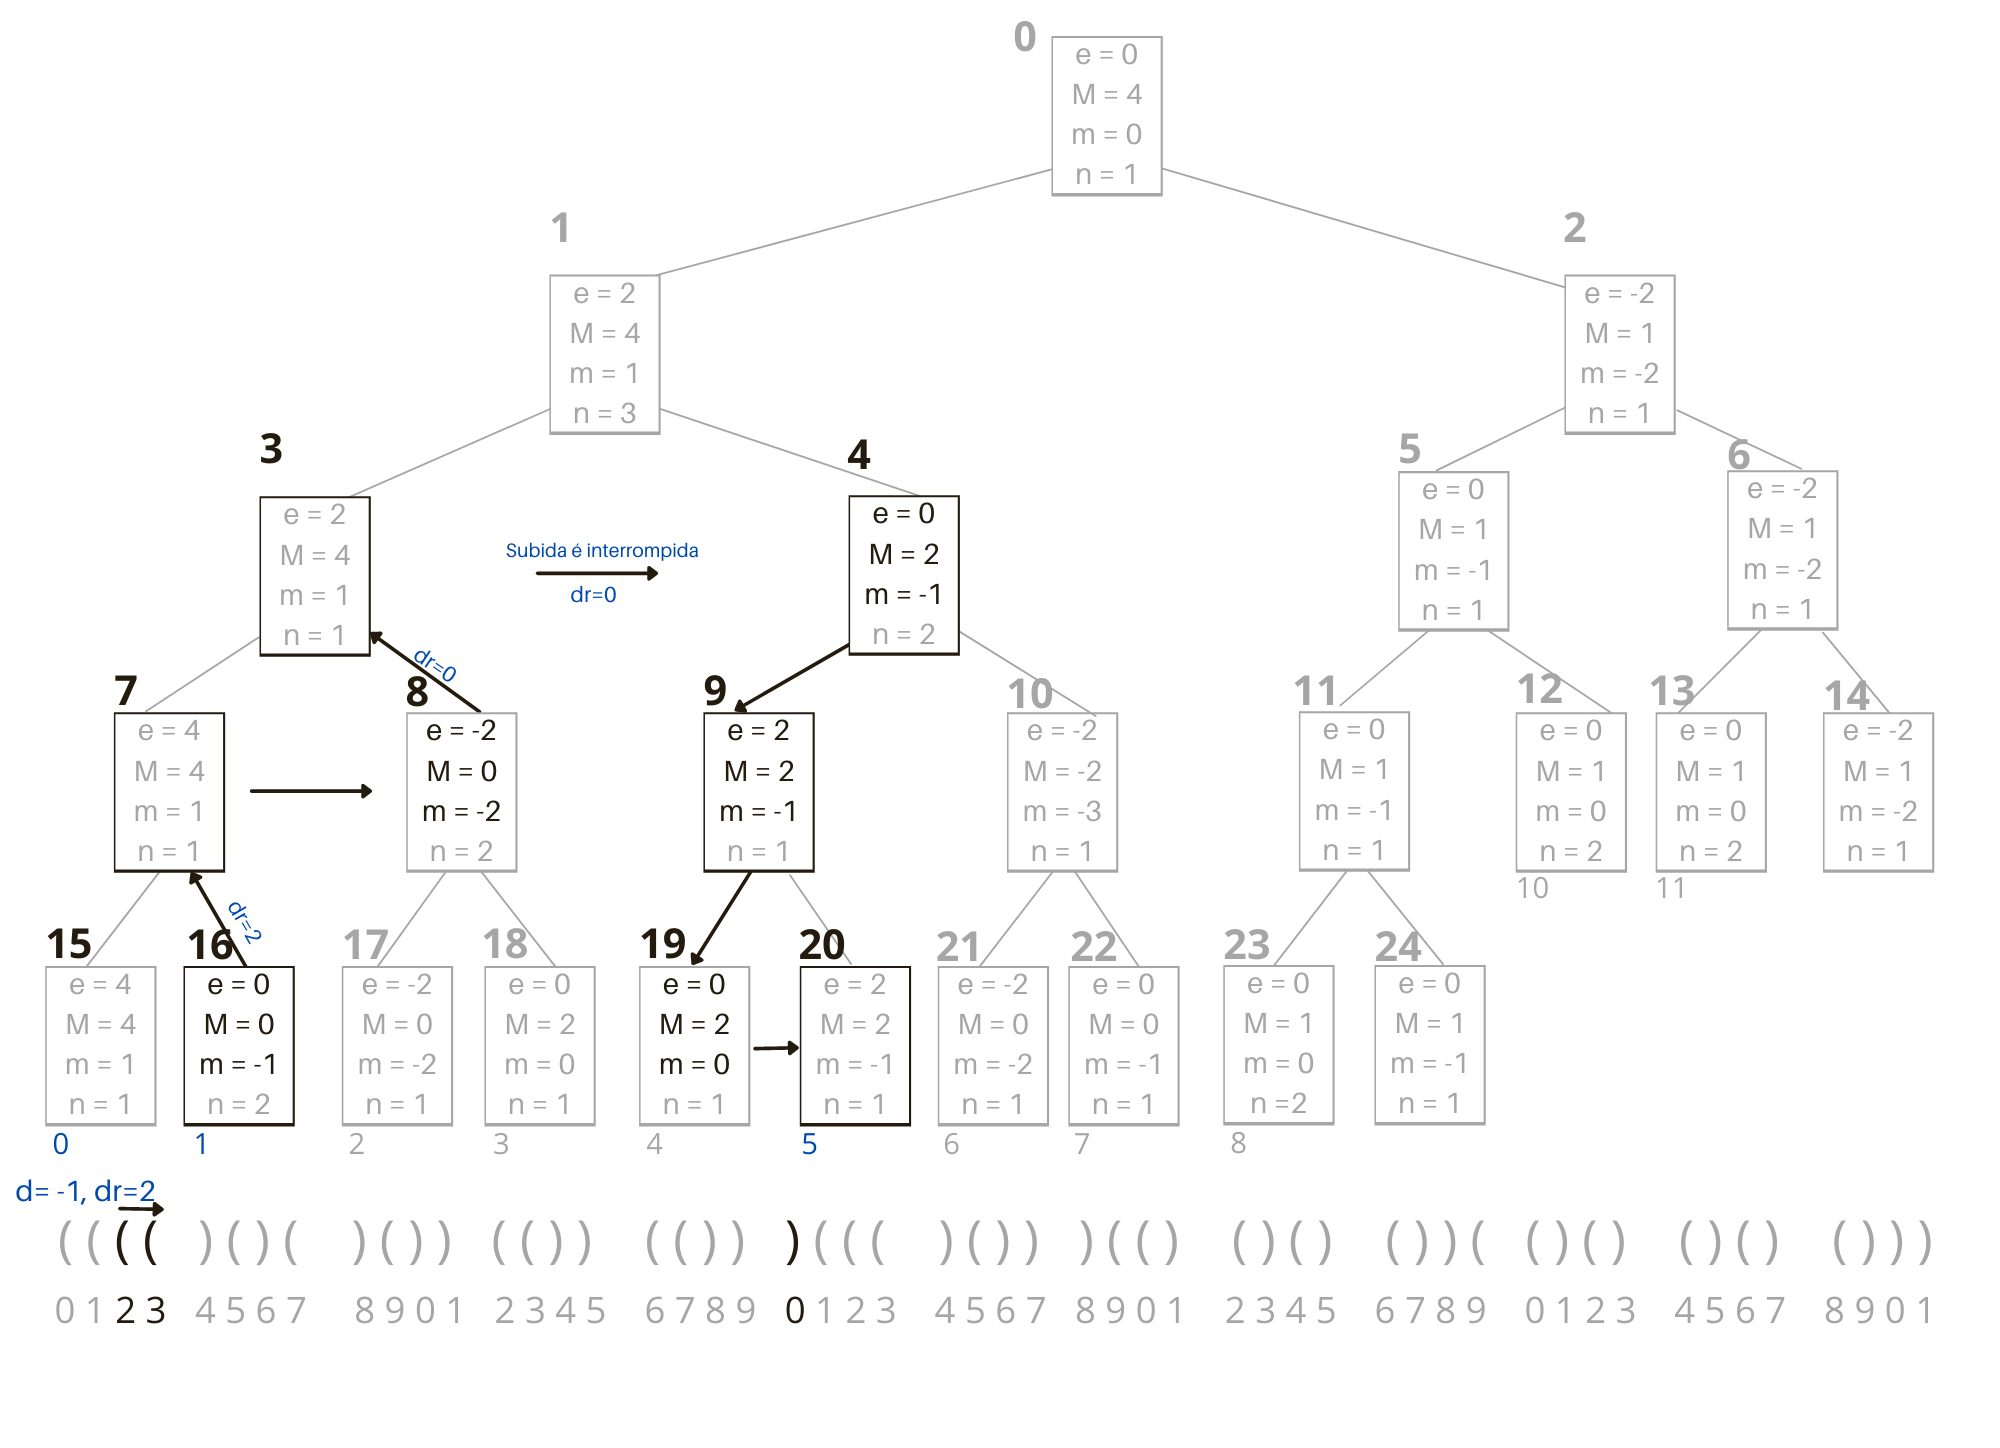 0
e = 0
M = 4
m = 0
n = 1
1
e = 2
M = 4
m = 1
n = 3
2
e = -2
M = 1
m = -2
n = 1
3
e = 2
M = 4
m = 1
n = 1
Subida é interrompida
dr=0
4
e = 0
M = 2
m = -1
n = 2
5
e = 0
M = 1
m = -1
n = 1
6
e = -2
M = 1
m = -2
n = 1
dr=0
7
e = 4
M = 4
m = 1
n = 1
8
e = -2
M = 0
m = -2
n = 2
9
e = 2
M = 2
m = -1
n = 1
10
e = -2
M = -2
m = -3
n = 1
11
e = 0
M = 1
m = -1
n = 1
12
e = 0
M = 1
m = 0
n = 2
10
13
e = 0
M = 1
m = 0
n = 2
11
14
e = -2
M = 1
m = -2
n = 1
dr=2
15
e = 4
M = 4
m = 1
n = 1
0
16
e = 0
M = 0
m = -1
n = 2
1
17
e = -2
M = 0
m = -2
n = 1
2
18
e = 0
M = 2
m = 0
n = 1
3
19
e = 0
M = 2
m = 0
n = 1
4
20
e = 2
M = 2
m = -1
n = 1
5
21
e = -2
M = 0
m = -2
n = 1
6
22
e = 0
M = 0
m = -1
n = 1
7
23
e = 0
M = 1
m = 0
n =2
8
24
e = 0
M = 1
m = -1
n = 1
d= -1, dr=2
( ( ( ( ) ( ) ( ) ( ) ) ( ( ) ) ( ( ) ) ) ( ( ( ) ( ) ) ) ( ( ) ( ) ( ) ( ) ) ( ( ) ( ) ( ) ( ) ( ) ) )
0 1 2 3 4 5 6 7 8 9 0 1 2 3 4 5 6 7 8 9 0 1 2 3 4 5 6 7 8 9 0 1 2 3 4 5 6 7 8 9 0 1 2 3 4 5 6 7 8 9 0 1